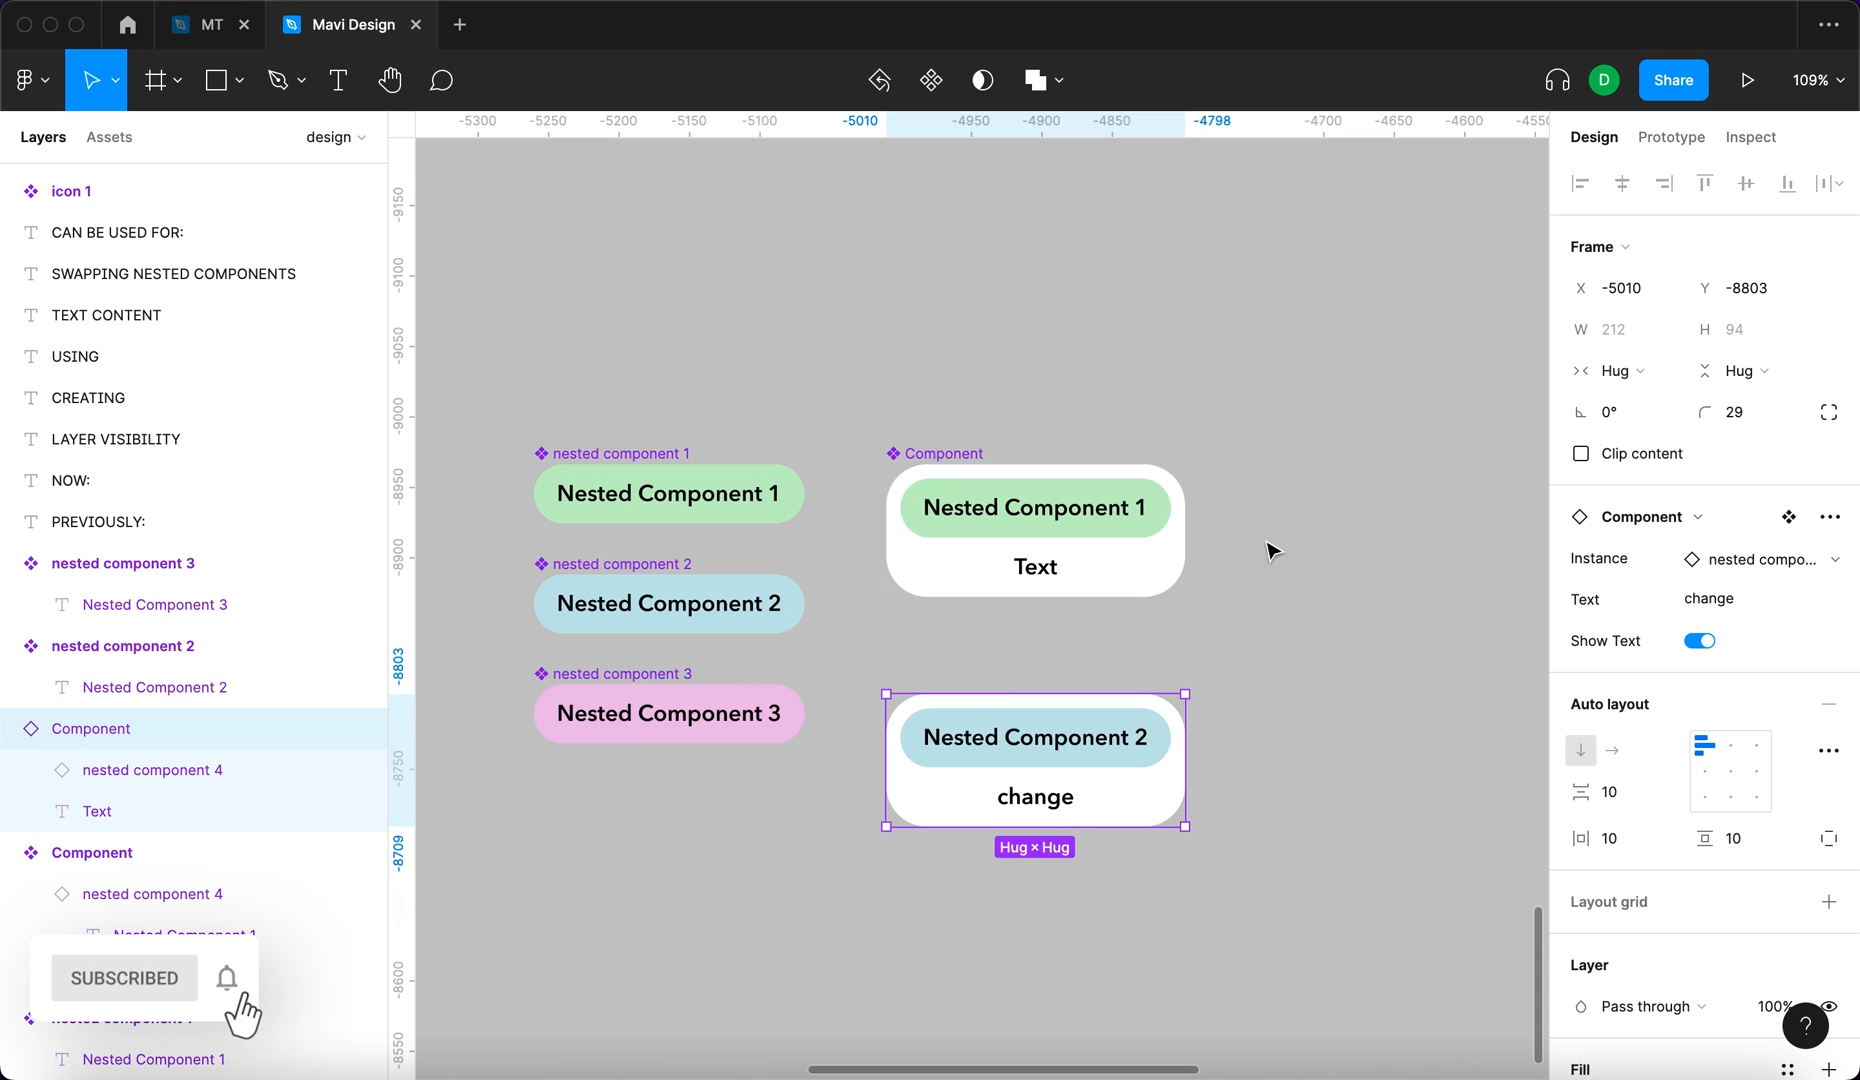 MT
Mavi Design
D
Share
109%
Layers
Assets
design
icon 1
CAN BE USED FOR:
SWAPPING NESTED COMPONENTS
TEXT CONTENT
USING
CREATING
LAYER VISIBILITY
NOW:
PREVIOUSLY:
nested component 3
Nested Component 3
nested component 2
Nested Component 2
Component
nested component 4
Text
Component
nested component 4
Nested Component 1
SUBSCRIBED
nested component 1
Nested Component 1
-5300
-5250
-5200
-5150
-5100
-5010
-4950
-4900
-4850
-4798
-4700
-4650
-4600
-4550
-9150
-9100
-9050
-9000
-8950
-8900
-8803
-8750
-8709
-8600
-8550
nested component 1
Nested Component 1
nested component 2
Nested Component 2
nested component 3
Nested Component 3
Component
Nested Component 1
Text
Nested Component 2
change
Hug × Hug
Design
Prototype
Inspect
Frame
X -5010
Y -8803
W 212
H 94
Hug
Hug
0°
29
Clip content
Component
Instance
nested compo...
Text
change
Show Text
Auto layout
10
10
10
Layout grid
Layer
Pass through
100%
?
Fill